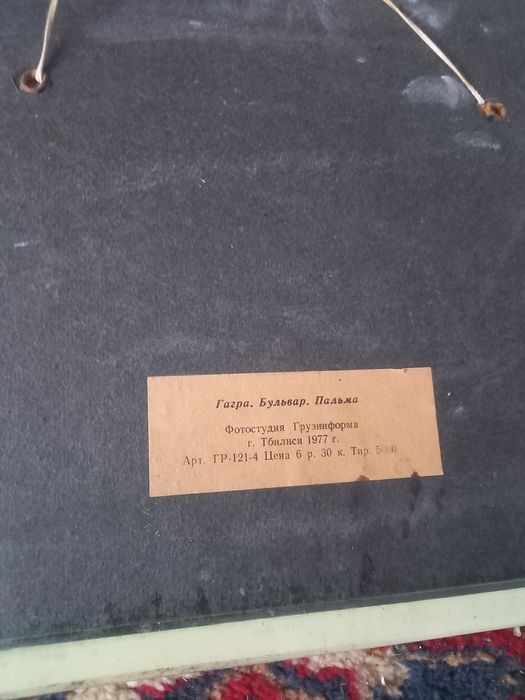 Гагра. Бульвар. Пальма
Фотостудия Грузинформа
г. Тбилиси 1977 г.
Арт. ГР-121-4 Цена 6 р. 30 к. Тир. 5000